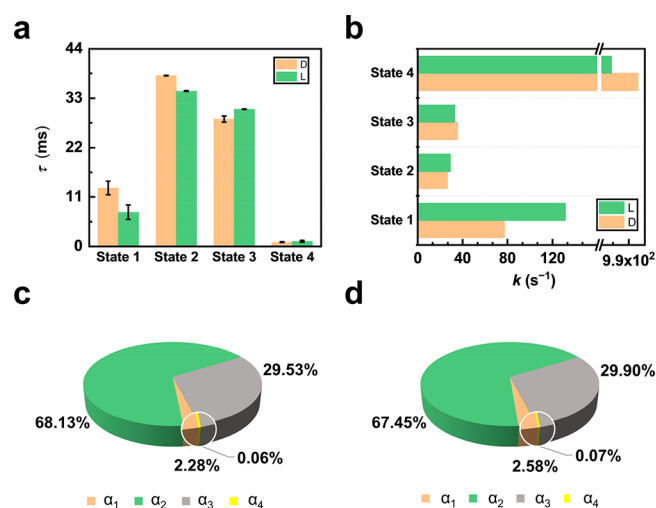 a
44
33
22
11
0
τ (ms)
D
L
State 1
State 2
State 3
State 4
b
State 4
State 3
State 2
State 1
L
D
0
40
80
120
9.9x10²
k (s⁻¹)
c
29.53%
68.13%
0.06%
2.28%
α₁
α₂
α₃
α₄
d
29.90%
67.45%
0.07%
2.58%
α₁
α₂
α₃
α₄